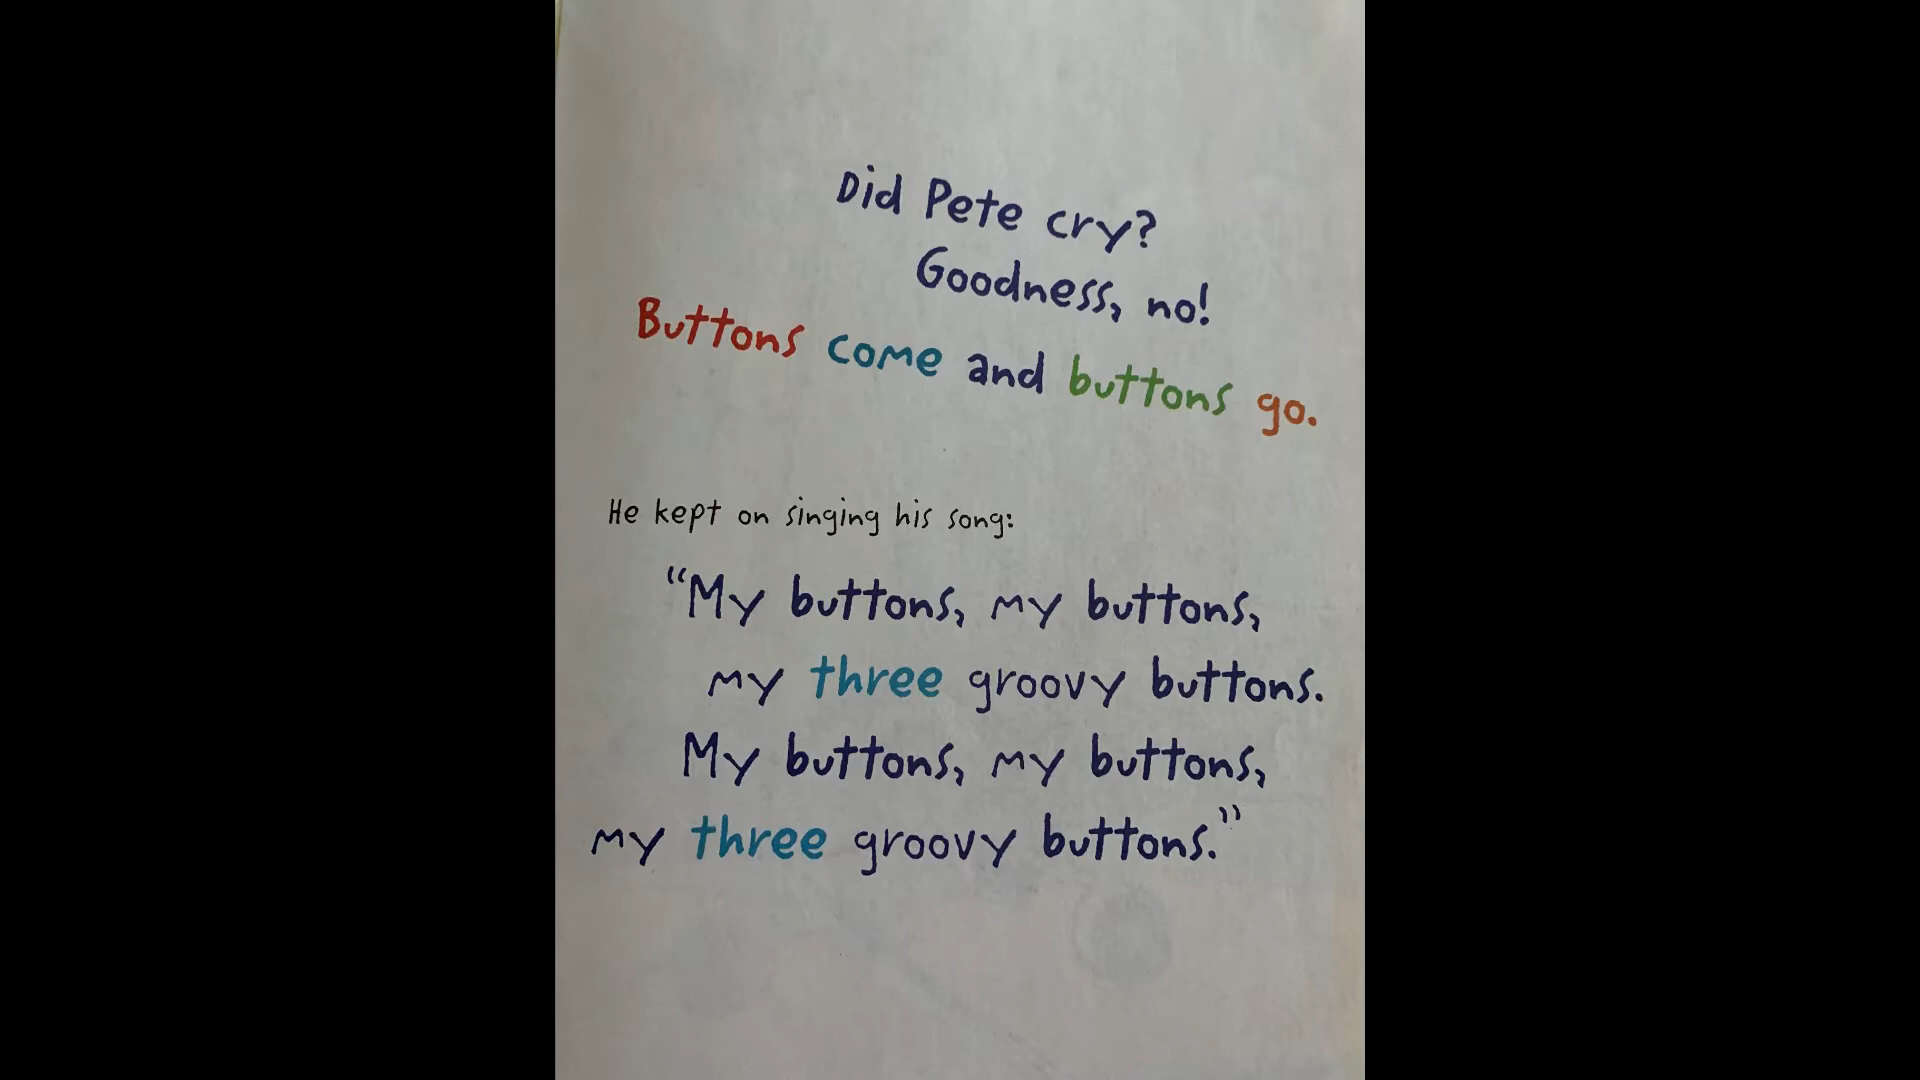 Did Pete cry?
Goodness, no!
Buttons come and buttons go.
He kept on singing his song:
“My buttons, my buttons,
my three groovy buttons.
My buttons, my buttons,
my three groovy buttons.”